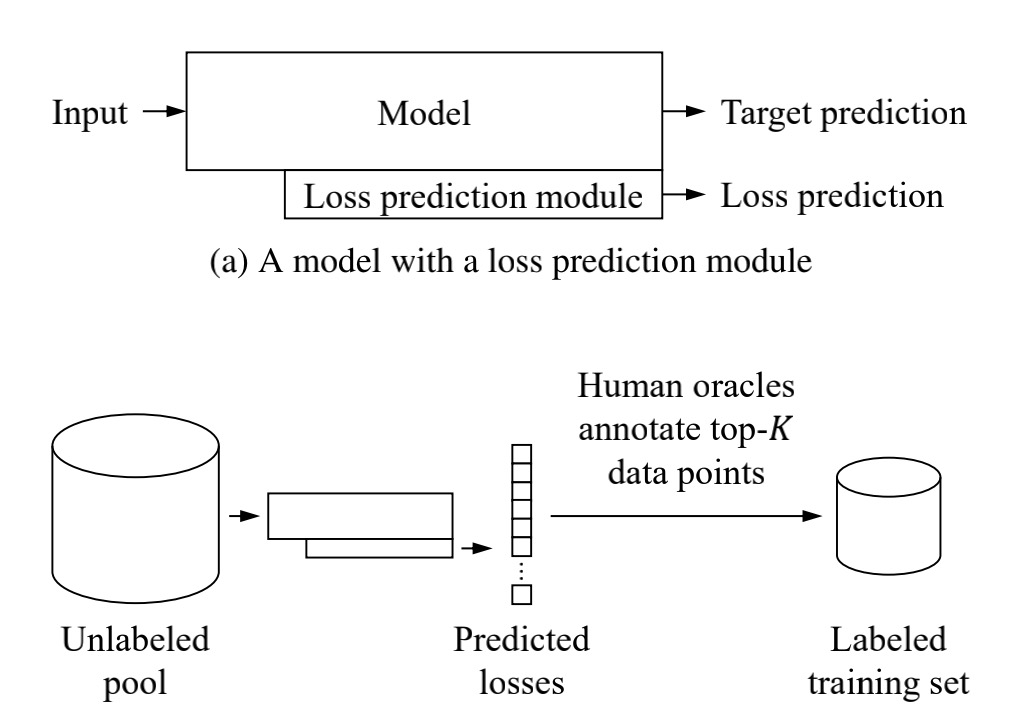 Input
Model
Target prediction
Loss prediction module
Loss prediction
(a) A model with a loss prediction module
Human oracles
annotate top-K
data points
Unlabeled
pool
Predicted
losses
Labeled
training set